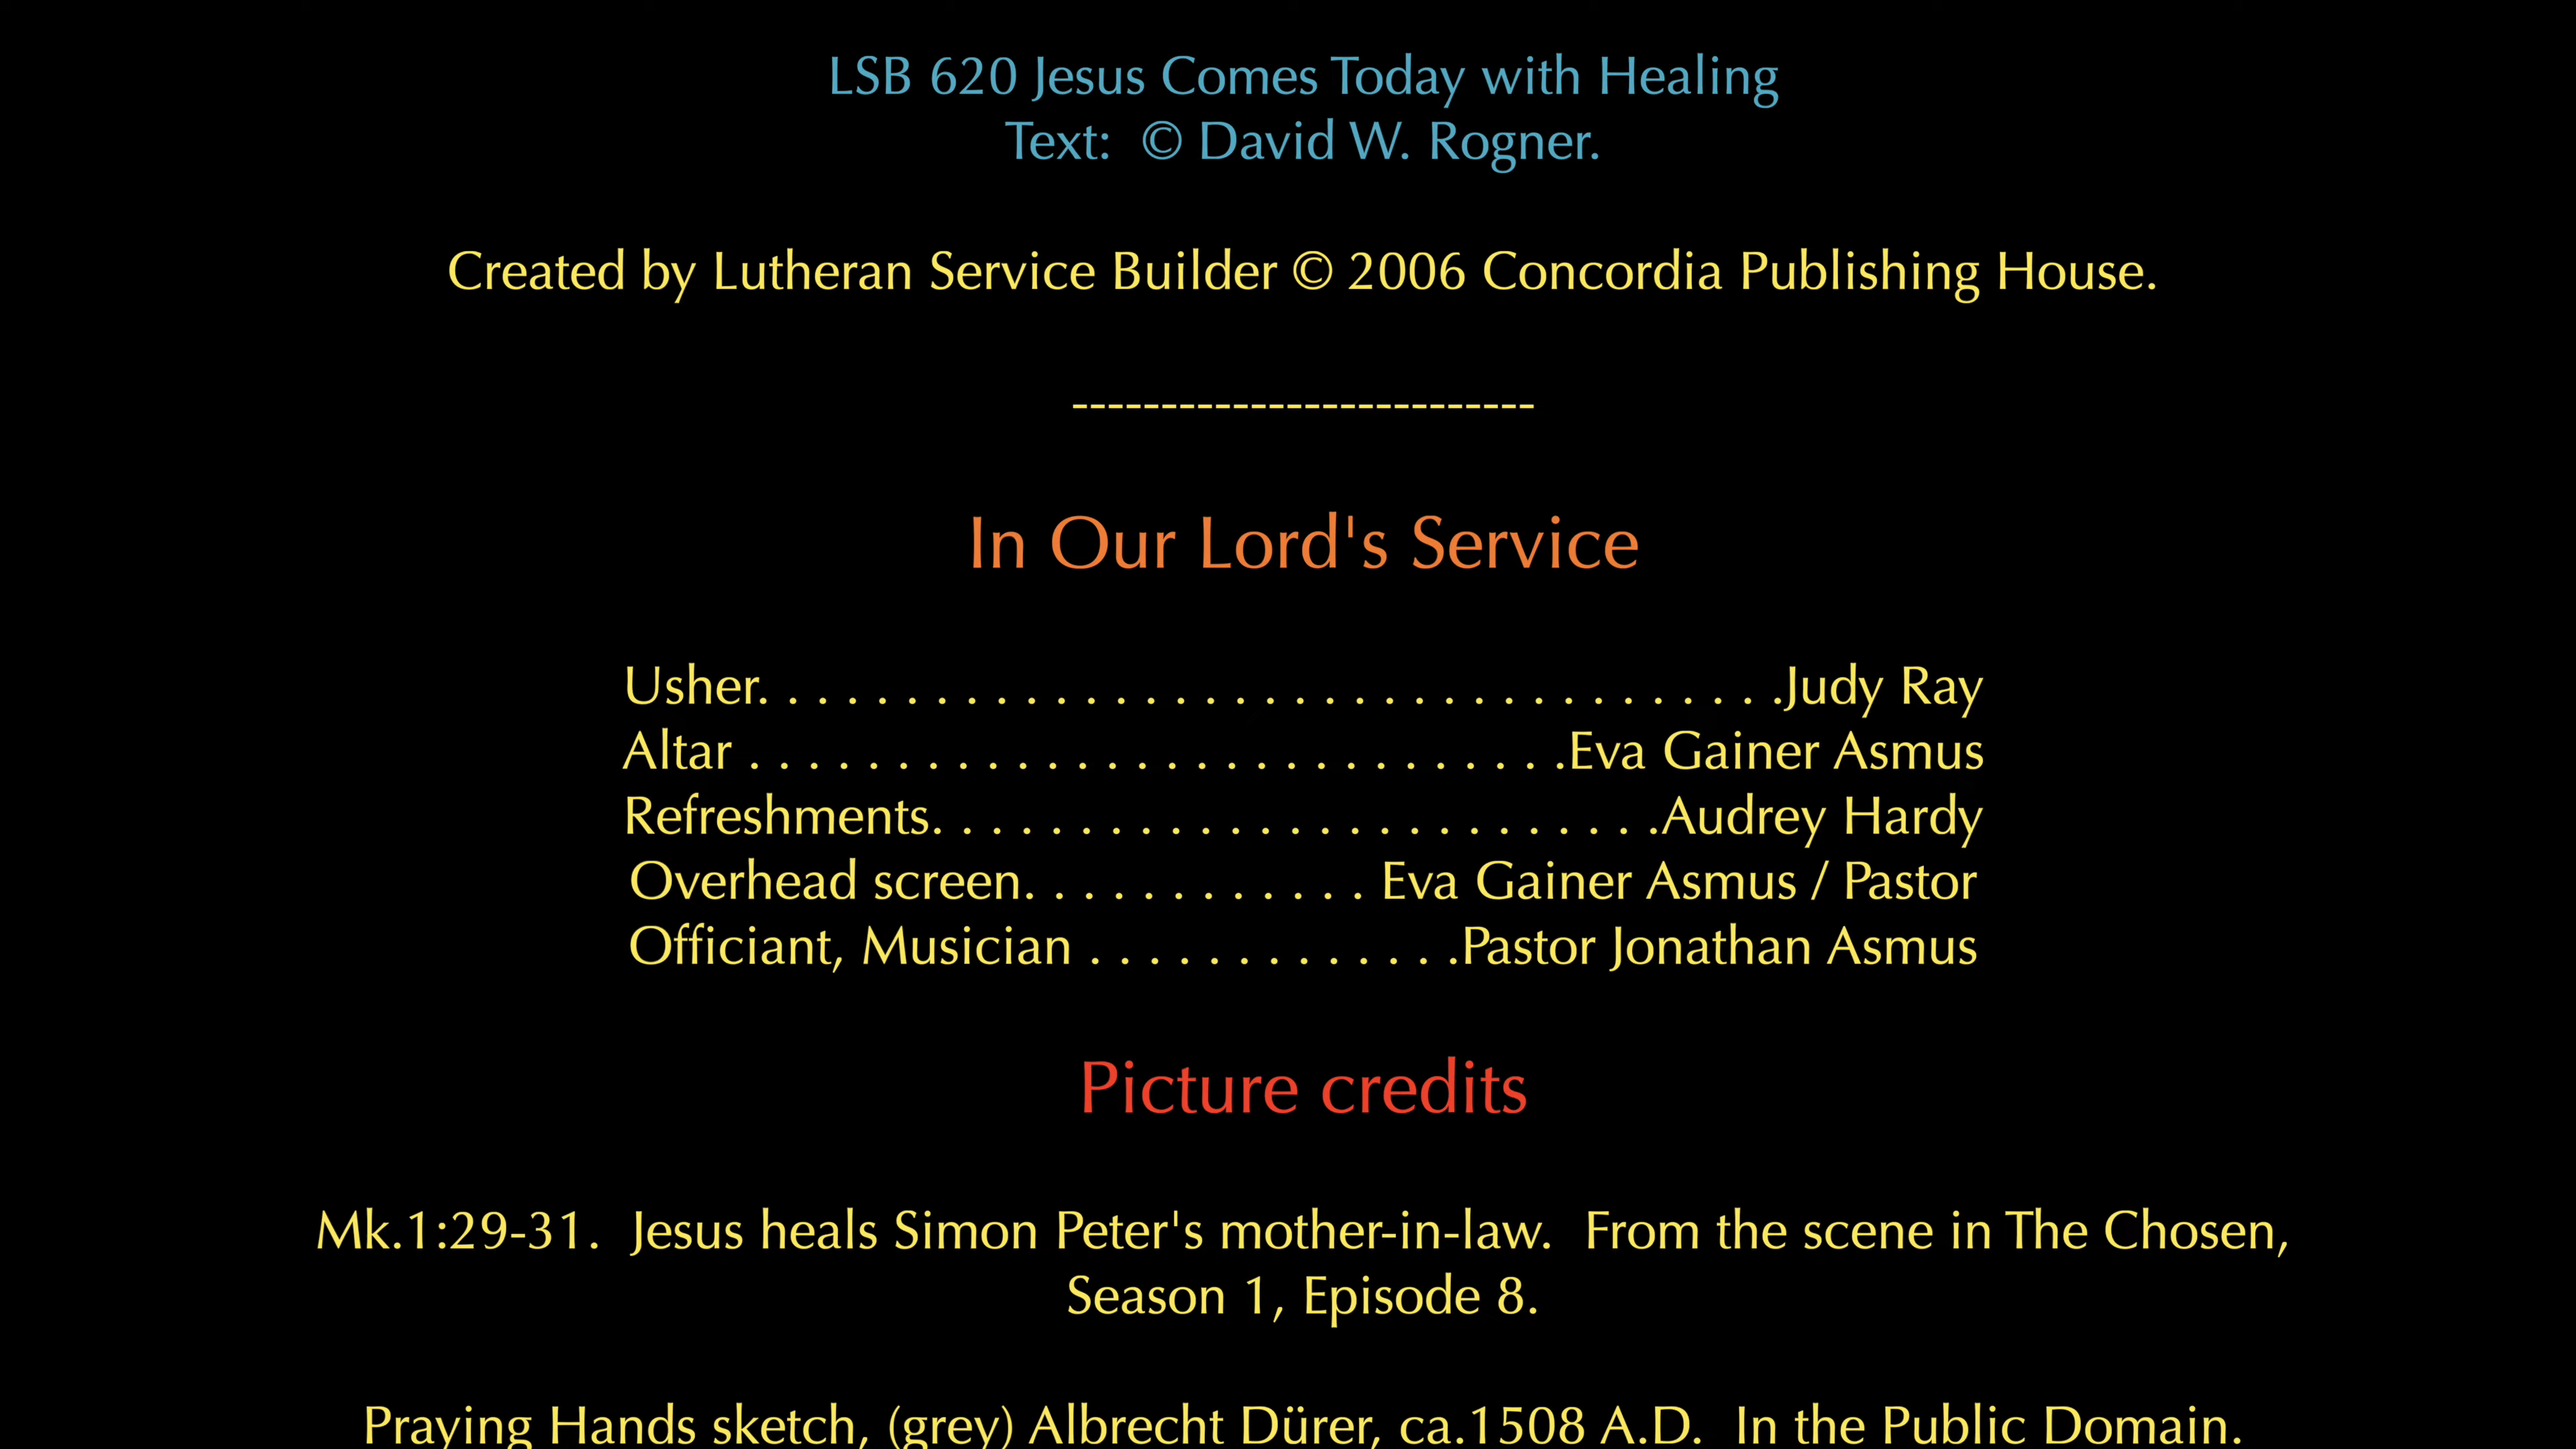 LSB 620 Jesus Comes Today with Healing
Text:  © David W. Rogner.
Created by Lutheran Service Builder © 2006 Concordia Publishing House.
--------------------------
In Our Lord's Service
Usher. . . . . . . . . . . . . . . . . . . . . . . . . . . . . . . . . . .Judy Ray
Altar . . . . . . . . . . . . . . . . . . . . . . . . . . . .Eva Gainer Asmus
Refreshments. . . . . . . . . . . . . . . . . . . . . . . . .Audrey Hardy
Overhead screen. . . . . . . . . . . . Eva Gainer Asmus / Pastor
Officiant, Musician . . . . . . . . . . . . .Pastor Jonathan Asmus
Picture credits
Mk.1:29-31.  Jesus heals Simon Peter's mother-in-law.  From the scene in The Chosen,
Season 1, Episode 8.
Praying Hands sketch, (grey) Albrecht Dürer, ca.1508 A.D.  In the Public Domain.